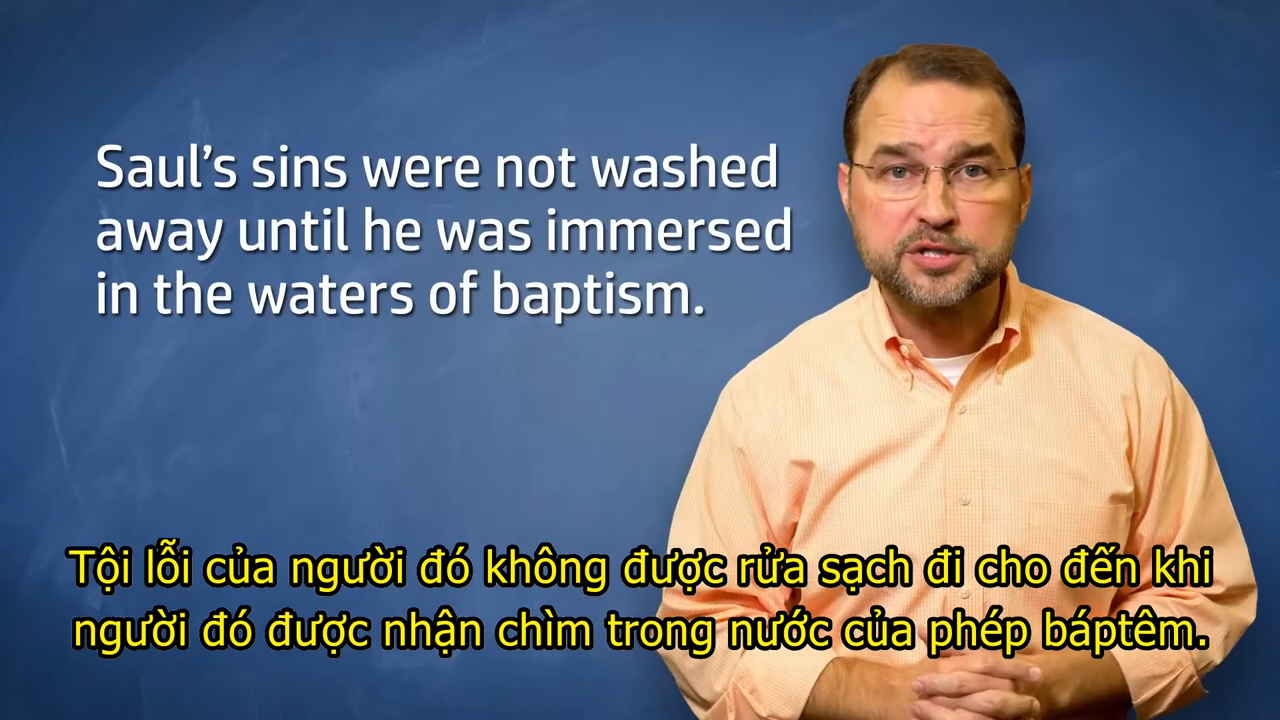 Saul’s sins were not washed
away until he was immersed
in the waters of baptism.
Tội lỗi của người đó không được rửa sạch đi cho đến khi
người đó được nhận chìm trong nước của phép báptêm.